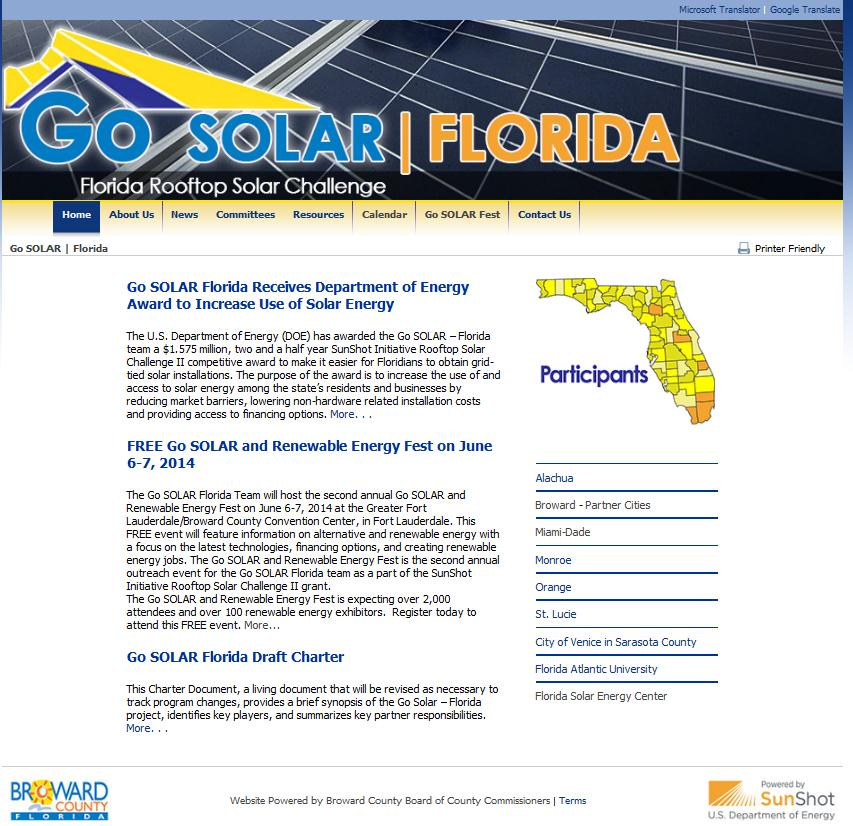 Microsoft Translator | Google Translate
GO SOLAR | FLORIDA
Florida Rooftop Solar Challenge
Home About Us News Committees Resources Calendar Go SOLAR Fest Contact Us
Go SOLAR | Florida
Printer Friendly
Go SOLAR Florida Receives Department of Energy
Award to Increase Use of Solar Energy
The U.S. Department of Energy (DOE) has awarded the Go SOLAR – Florida
team a $1.575 million, two and a half year SunShot Initiative Rooftop Solar
Challenge II competitive award to make it easier for Floridians to obtain grid-
tied solar installations. The purpose of the award is to increase the use of and
access to solar energy among the state's residents and businesses by
reducing market barriers, lowering non-hardware related installation costs
and providing access to financing options. More. . .
FREE Go SOLAR and Renewable Energy Fest on June
6-7, 2014
The Go SOLAR Florida Team will host the second annual Go SOLAR and
Renewable Energy Fest on June 6-7, 2014 at the Greater Fort
Lauderdale/Broward County Convention Center, in Fort Lauderdale. This
FREE event will feature information on alternative and renewable energy with
a focus on the latest technologies, financing options, and creating renewable
energy jobs. The Go SOLAR and Renewable Energy Fest is the second annual
outreach event for the Go SOLAR Florida team as a part of the SunShot
Initiative Rooftop Solar Challenge II grant.
The Go SOLAR and Renewable Energy Fest is expecting over 2,000
attendees and over 100 renewable energy exhibitors. Register today to
attend this FREE event. More...
Go SOLAR Florida Draft Charter
This Charter Document, a living document that will be revised as necessary to
track program changes, provides a brief synopsis of the Go Solar – Florida
project, identifies key players, and summarizes key partner responsibilities.
More. . .
Participants
Alachua
Broward - Partner Cities
Miami-Dade
Monroe
Orange
St. Lucie
City of Venice in Sarasota County
Florida Atlantic University
Florida Solar Energy Center
BROWARD
COUNTY
FLORIDA
Website Powered by Broward County Board of County Commissioners | Terms
Powered by
SunShot
U.S. Department of Energy